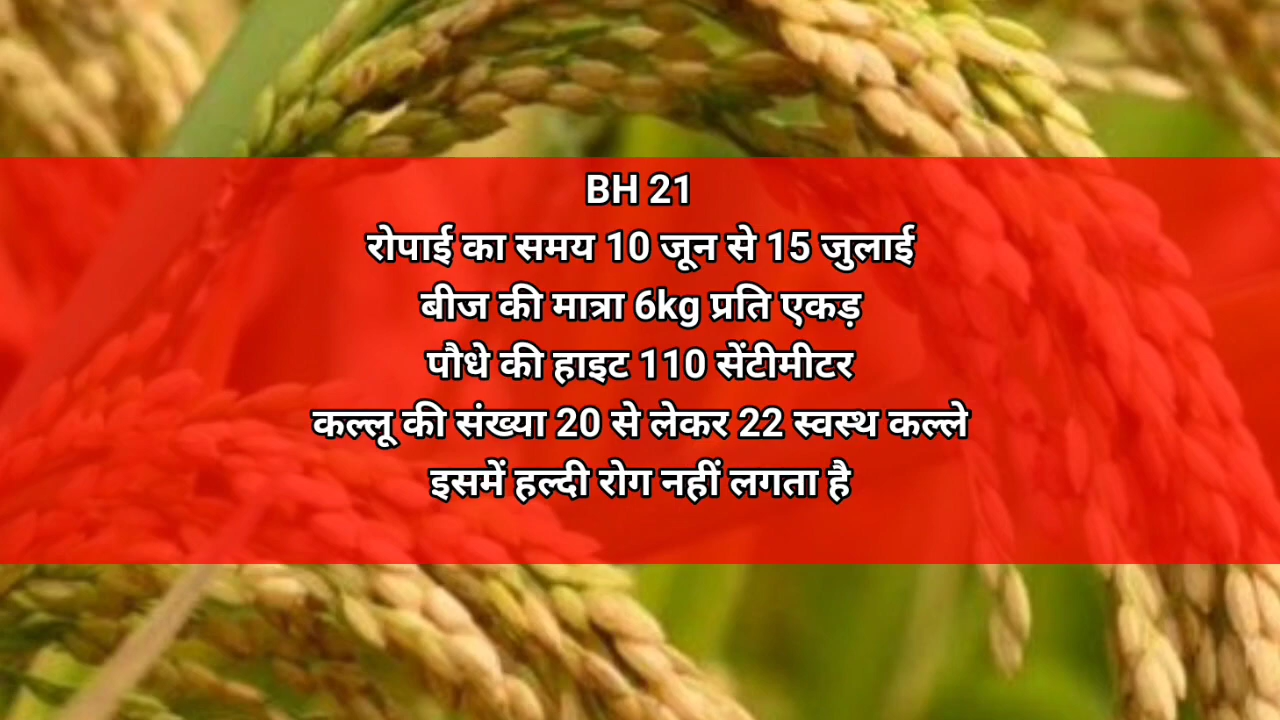 BH 21
रोपाई का समय 10 जून से 15 जुलाई
बीज की मात्रा 6kg प्रति एकड़
पौधे की हाइट 110 सेंटीमीटर
कल्लू की संख्या 20 से लेकर 22 स्वस्थ कल्ले
इसमें हल्दी रोग नहीं लगता है